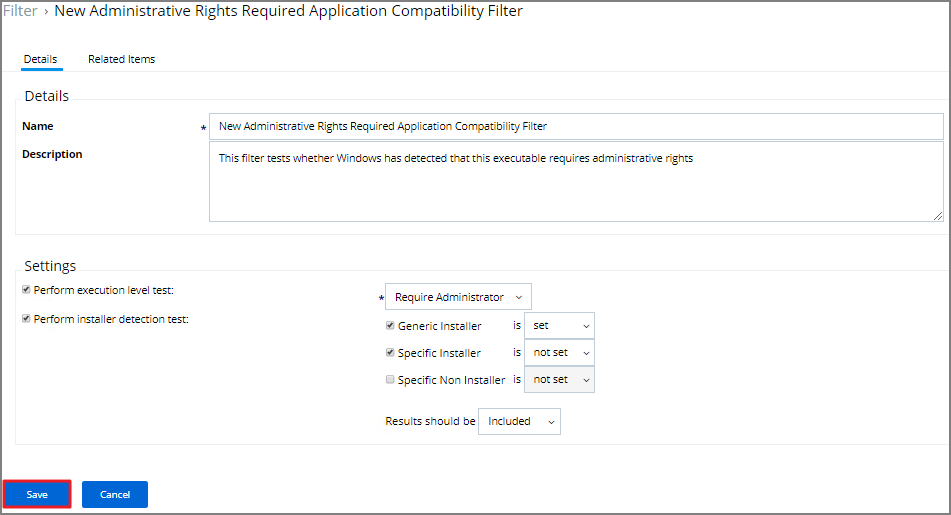 Filter › New Administrative Rights Required Application Compatibility Filter
Details Related Items
Details
Name * New Administrative Rights Required Application Compatibility Filter
Description This filter tests whether Windows has detected that this executable requires administrative rights
Settings
Perform execution level test: * Require Administrator
Perform installer detection test: Generic Installer is set
Specific Installer is not set
Specific Non Installer is not set
Results should be Included
Save Cancel